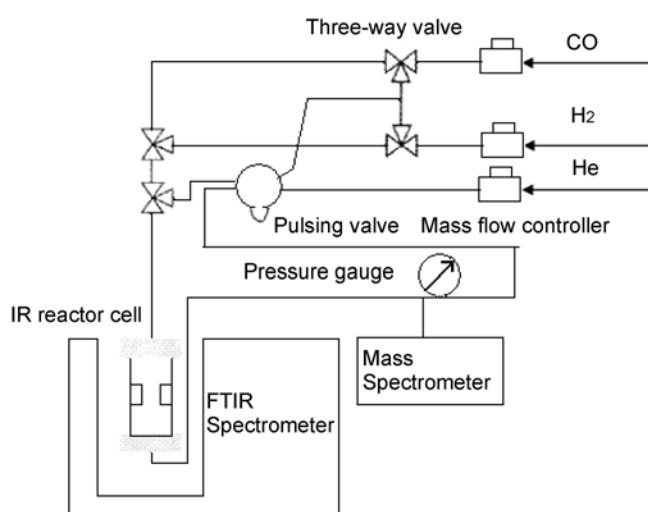 Three-way valve
CO
H2
He
Pulsing valve
Mass flow controller
Pressure gauge
IR reactor cell
Mass
Spectrometer
FTIR
Spectrometer